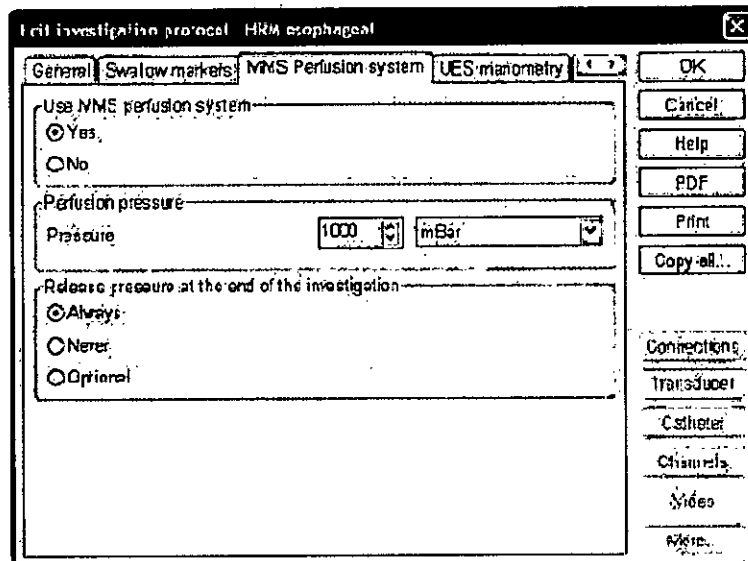 Edit investigation protocol HRM esophageal
General Swallow markers MMS Perfusion system UES manometry
OK
Cancel
Help
PDF
Print
Copy all...
Use MMS perfusion system
Yes
No
Perfusion pressure
Pressure 1000 mBar
Release pressure at the end of the investigation
Always
Never
Optional
Connections
Transducer
Catheter
Channels
Video
More...